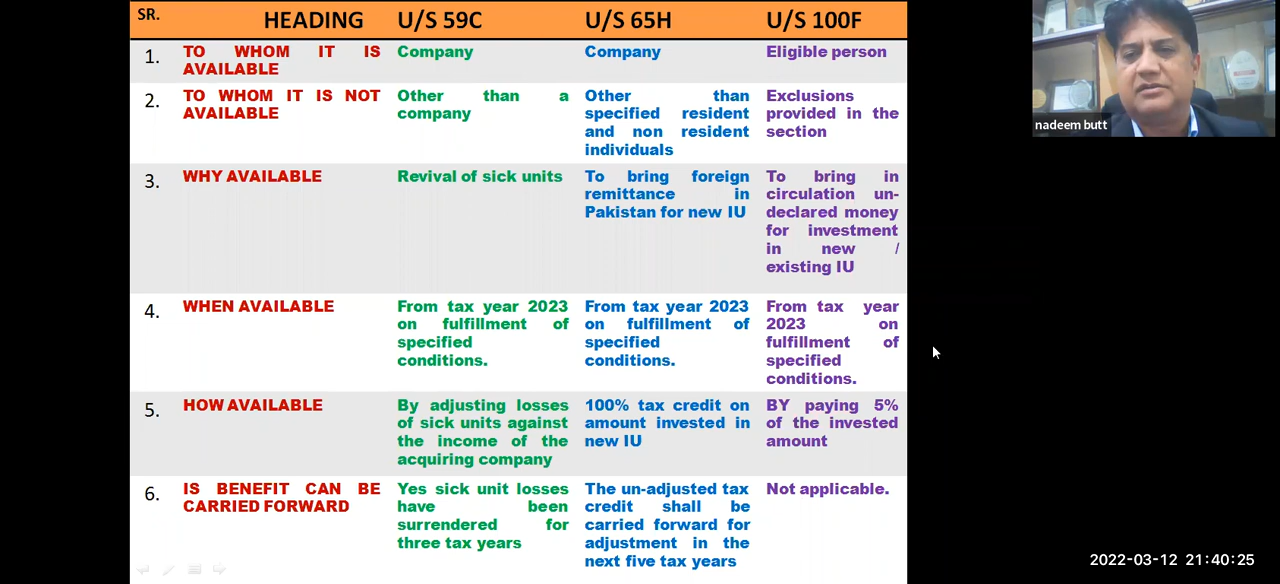 SR. HEADING U/S 59C U/S 65H U/S 100F
1.
TO WHOM IT IS
AVAILABLE
Company
Company
Eligible person
2.
TO WHOM IT IS NOT
AVAILABLE
Other than a
company
Other than
specified resident
and non resident
individuals
Exclusions
provided in the
section
3.
WHY AVAILABLE
Revival of sick units
To bring foreign
remittance in
Pakistan for new IU
To bring in
circulation un-
declared money
for investment
in new /
existing IU
4.
WHEN AVAILABLE
From tax year 2023
on fulfillment of
specified
conditions.
From tax year 2023
on fulfillment of
specified
conditions.
From tax year
2023 on
fulfillment of
specified
conditions.
5.
HOW AVAILABLE
By adjusting losses
of sick units against
the income of the
acquiring company
100% tax credit on
amount invested in
new IU
BY paying 5%
of the invested
amount
6.
IS BENEFIT CAN BE
CARRIED FORWARD
Yes sick unit losses
have been
surrendered for
three tax years
The un-adjusted tax
credit shall be
carried forward for
adjustment in the
next five tax years
Not applicable.
nadeem butt
2022-03-12 21:40:25